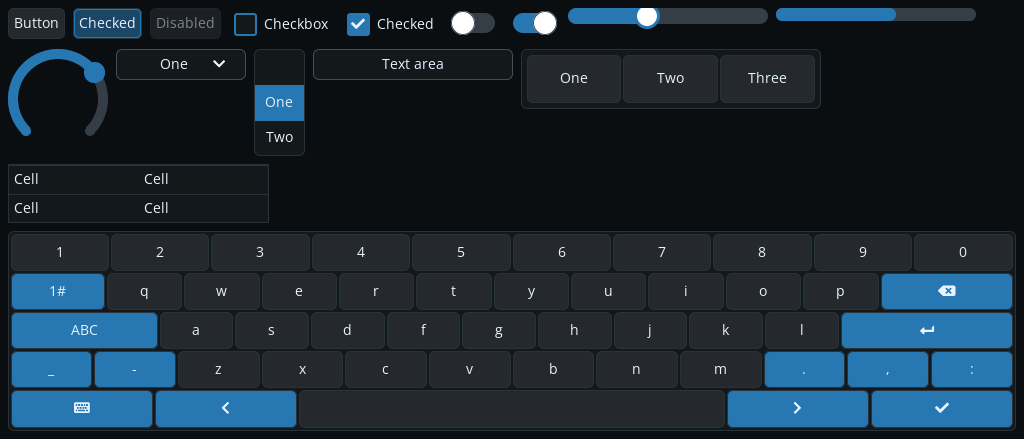 Button Checked Disabled Checkbox Checked
One Text area One Two Three
One
Two
Cell Cell
Cell Cell
1 2 3 4 5 6 7 8 9 0
1# q w e r t y u i o p
ABC a s d f g h j k l
_ - z x c v b n m . , :